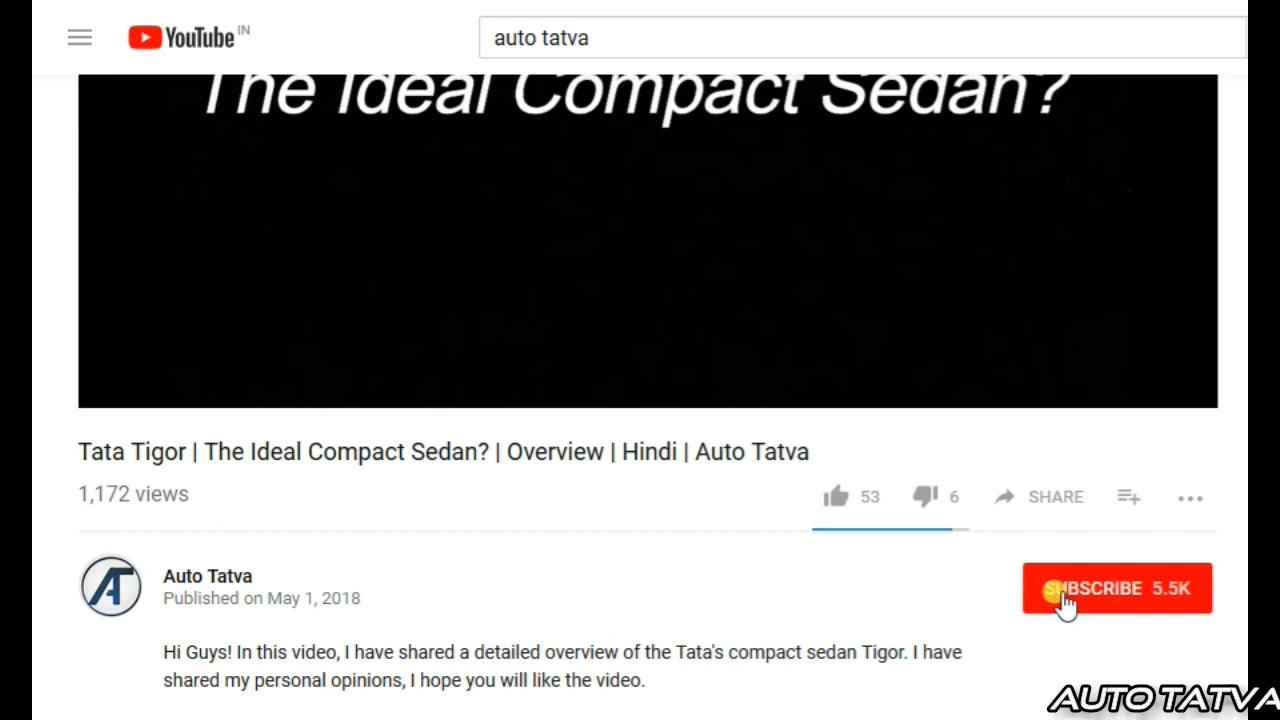 YouTube IN
auto tatva
The Ideal Compact Sedan?
Tata Tigor | The Ideal Compact Sedan? | Overview | Hindi | Auto Tatva
1,172 views
53 6 SHARE
AT
Auto Tatva
Published on May 1, 2018
SUBSCRIBE 5.5K
Hi Guys! In this video, I have shared a detailed overview of the Tata's compact sedan Tigor. I have
shared my personal opinions, I hope you will like the video.
AUTO TATVA